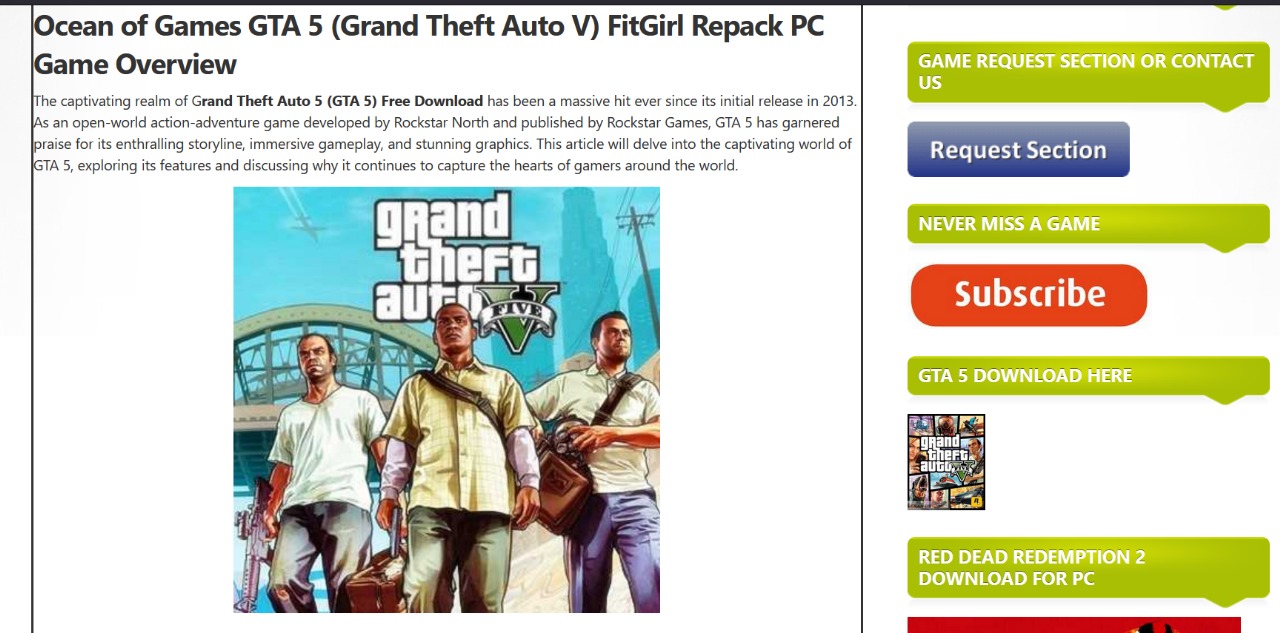 Ocean of Games GTA 5 (Grand Theft Auto V) FitGirl Repack PC
Game Overview
The captivating realm of Grand Theft Auto 5 (GTA 5) Free Download has been a massive hit ever since its initial release in 2013.
As an open-world action-adventure game developed by Rockstar North and published by Rockstar Games, GTA 5 has garnered
praise for its enthralling storyline, immersive gameplay, and stunning graphics. This article will delve into the captivating world of
GTA 5, exploring its features and discussing why it continues to capture the hearts of gamers around the world.
grand
theft
auto
V
FIVE
GAME REQUEST SECTION OR CONTACT
US
Request Section
NEVER MISS A GAME
Subscribe
GTA 5 DOWNLOAD HERE
grand
theft
auto
V
RED DEAD REDEMPTION 2
DOWNLOAD FOR PC